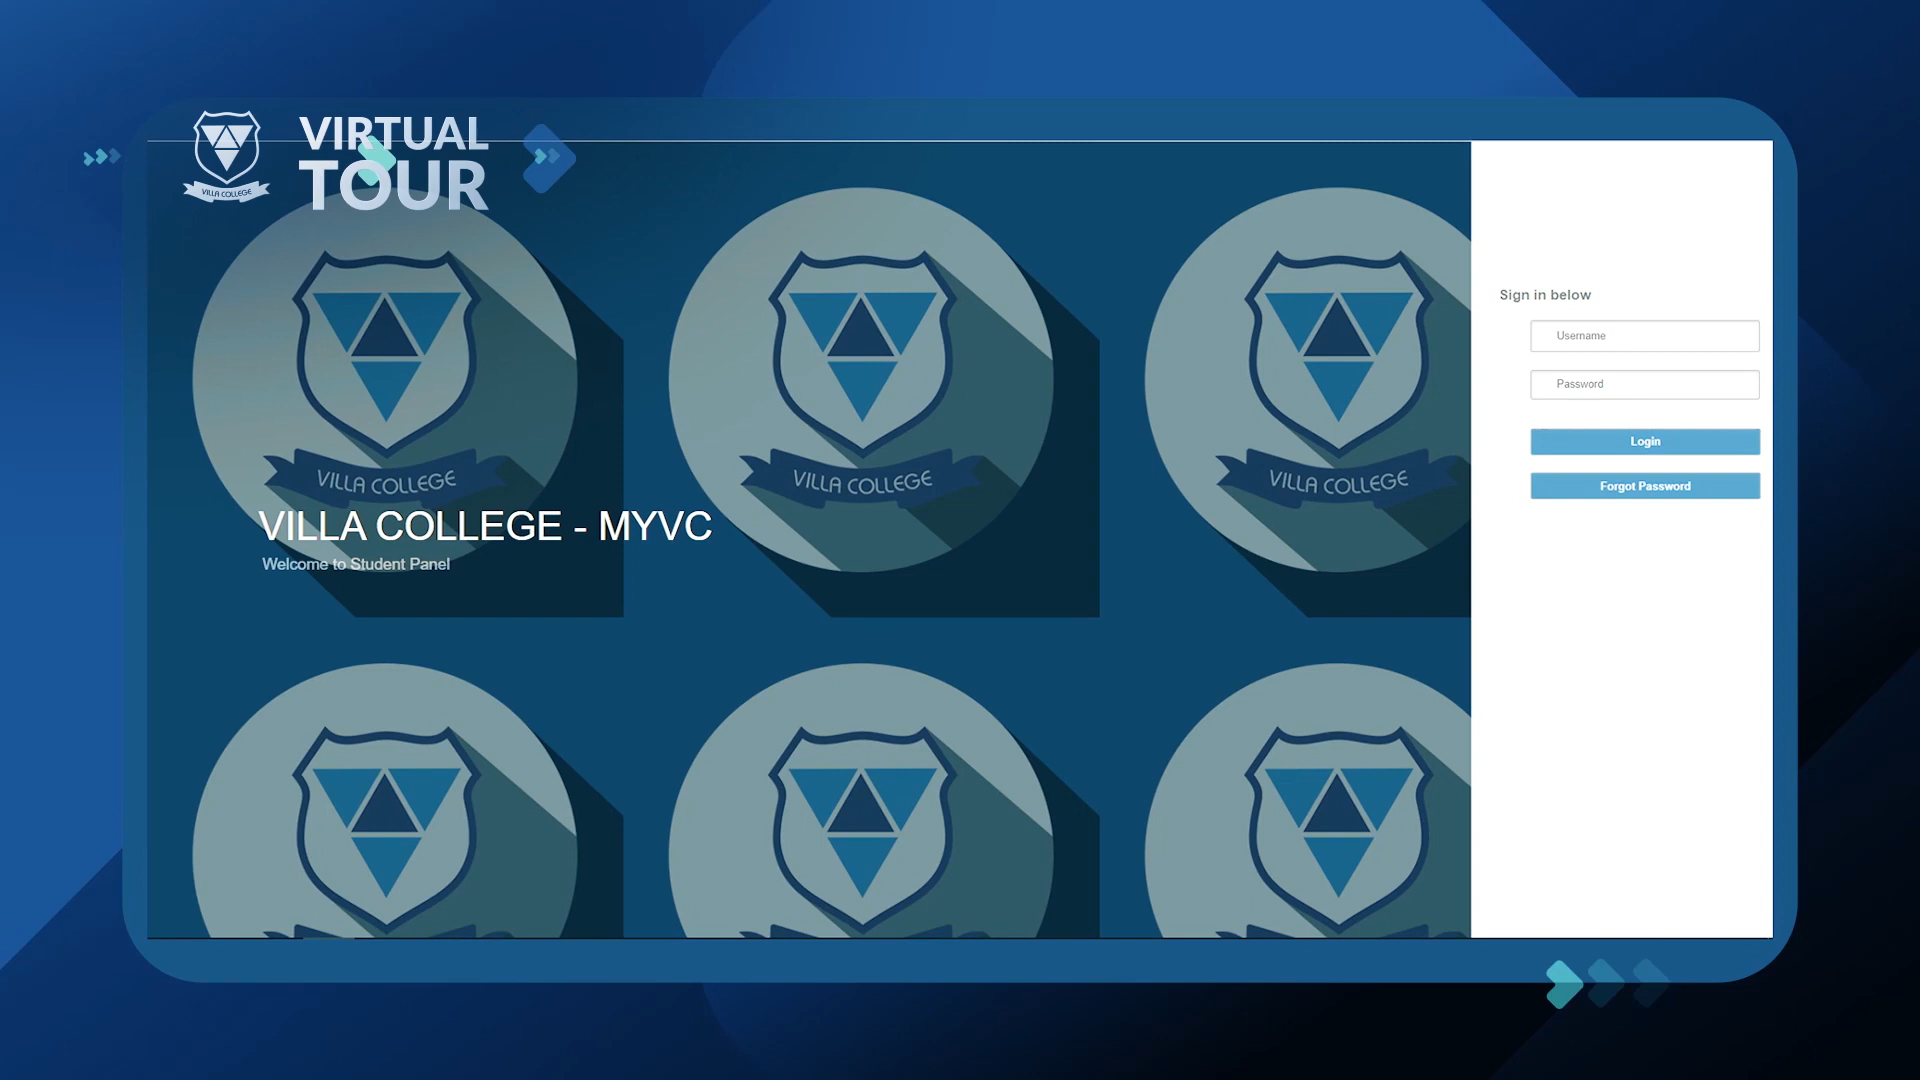 VIRTUAL
TOUR
VILLA COLLEGE
VILLA COLLEGE
VILLA COLLEGE
VILLA COLLEGE
VILLA COLLEGE - MYVC
Welcome to Student Panel
Sign in below
Username
Password
Login
Forgot Password